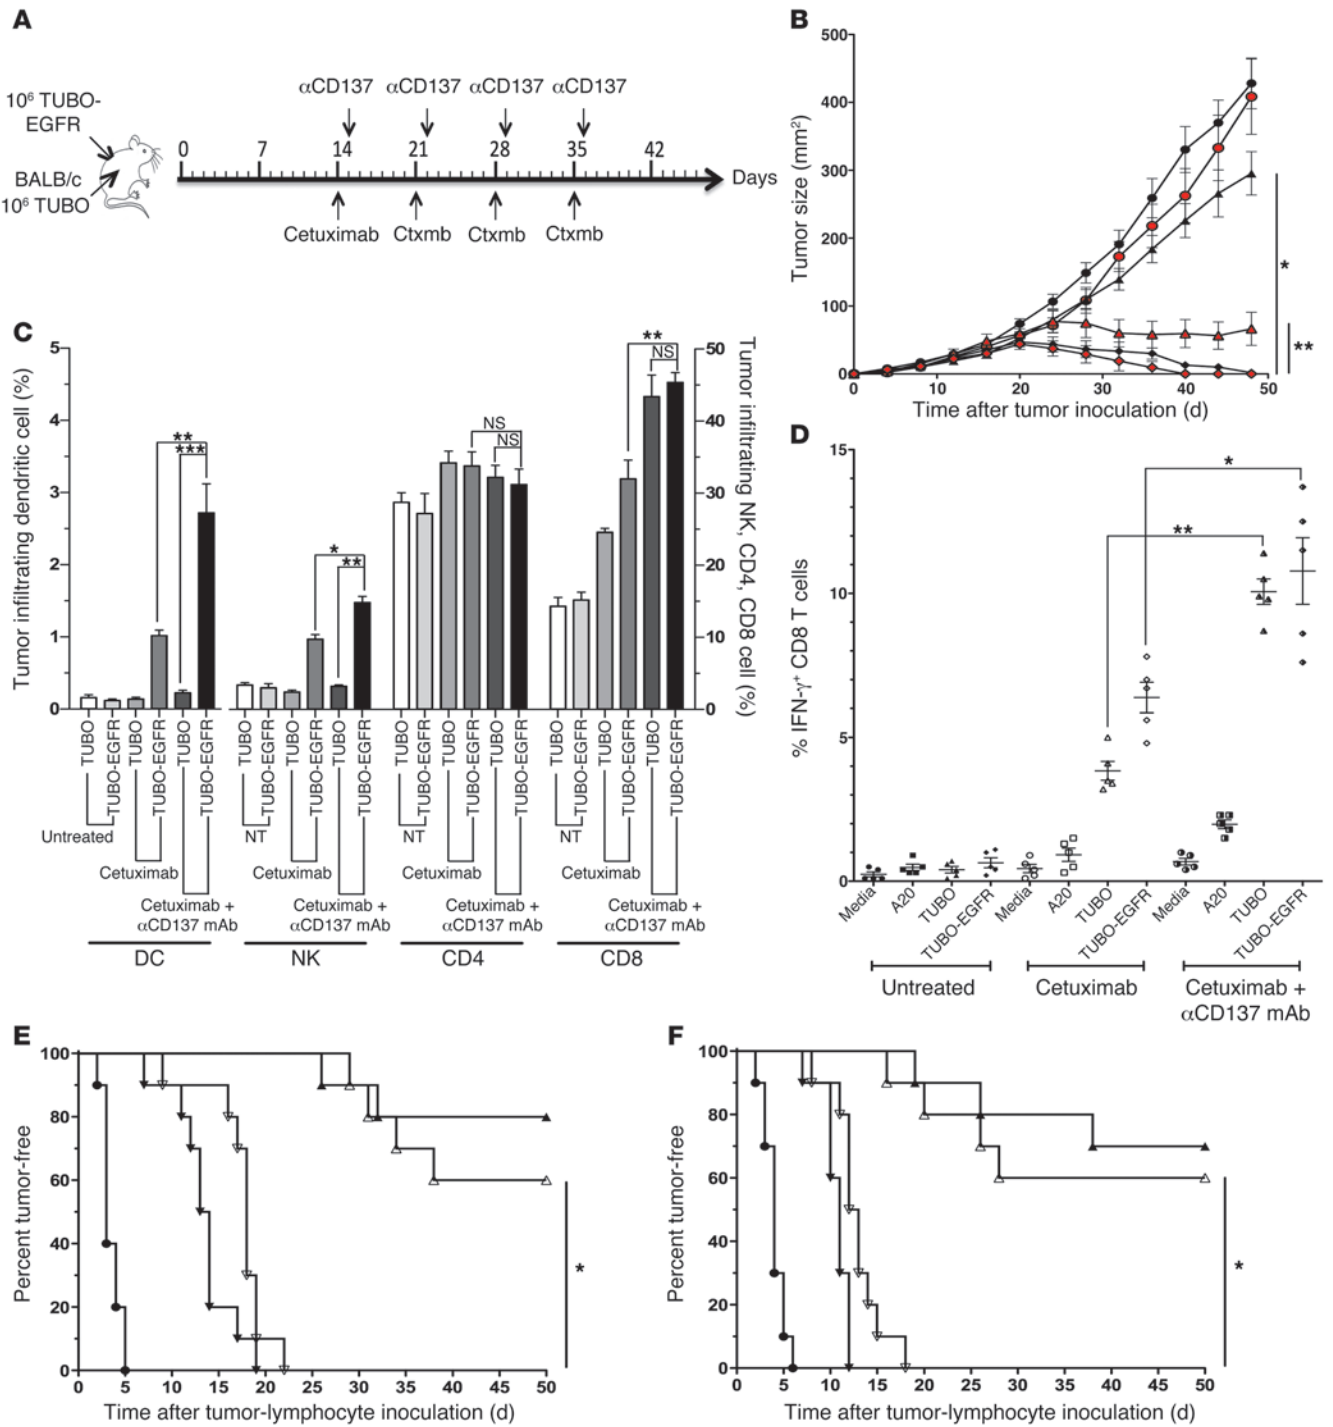 A
10⁶ TUBO-
EGFR
BALB/c
10⁶ TUBO
αCD137 αCD137 αCD137 αCD137
0 7 14 21 28 35 42
Days
Cetuximab Ctxmb Ctxmb Ctxmb
B
Tumor size (mm²)
500
400
300
200
100
0
0 10 20 30 40 50
Time after tumor inoculation (d)
*
**
C
Tumor infiltrating dendritic cell (%)
5
4
3
2
1
0
Tumor infiltrating NK, CD4, CD8 cell (%)
50
40
30
20
10
0
**
***
*
**
NS
NS
**
NS
TUBO TUBO-EGFR TUBO TUBO-EGFR TUBO TUBO-EGFR
TUBO TUBO-EGFR TUBO TUBO-EGFR TUBO TUBO-EGFR
TUBO TUBO-EGFR TUBO TUBO-EGFR TUBO TUBO-EGFR
TUBO TUBO-EGFR TUBO TUBO-EGFR TUBO TUBO-EGFR
Untreated NT NT NT
Cetuximab Cetuximab Cetuximab Cetuximab
Cetuximab + Cetuximab + Cetuximab + Cetuximab +
αCD137 mAb αCD137 mAb αCD137 mAb αCD137 mAb
DC NK CD4 CD8
D
% IFN-γ⁺ CD8 T cells
15
10
5
0
*
**
Media A20 TUBO TUBO-EGFR Media A20 TUBO TUBO-EGFR Media A20 TUBO TUBO-EGFR
Untreated Cetuximab Cetuximab +
αCD137 mAb
E
Percent tumor-free
100
80
60
40
20
0
0 5 10 15 20 25 30 35 40 45 50
Time after tumor-lymphocyte inoculation (d)
*
F
Percent tumor-free
100
80
60
40
20
0
0 5 10 15 20 25 30 35 40 45 50
Time after tumor-lymphocyte inoculation (d)
*